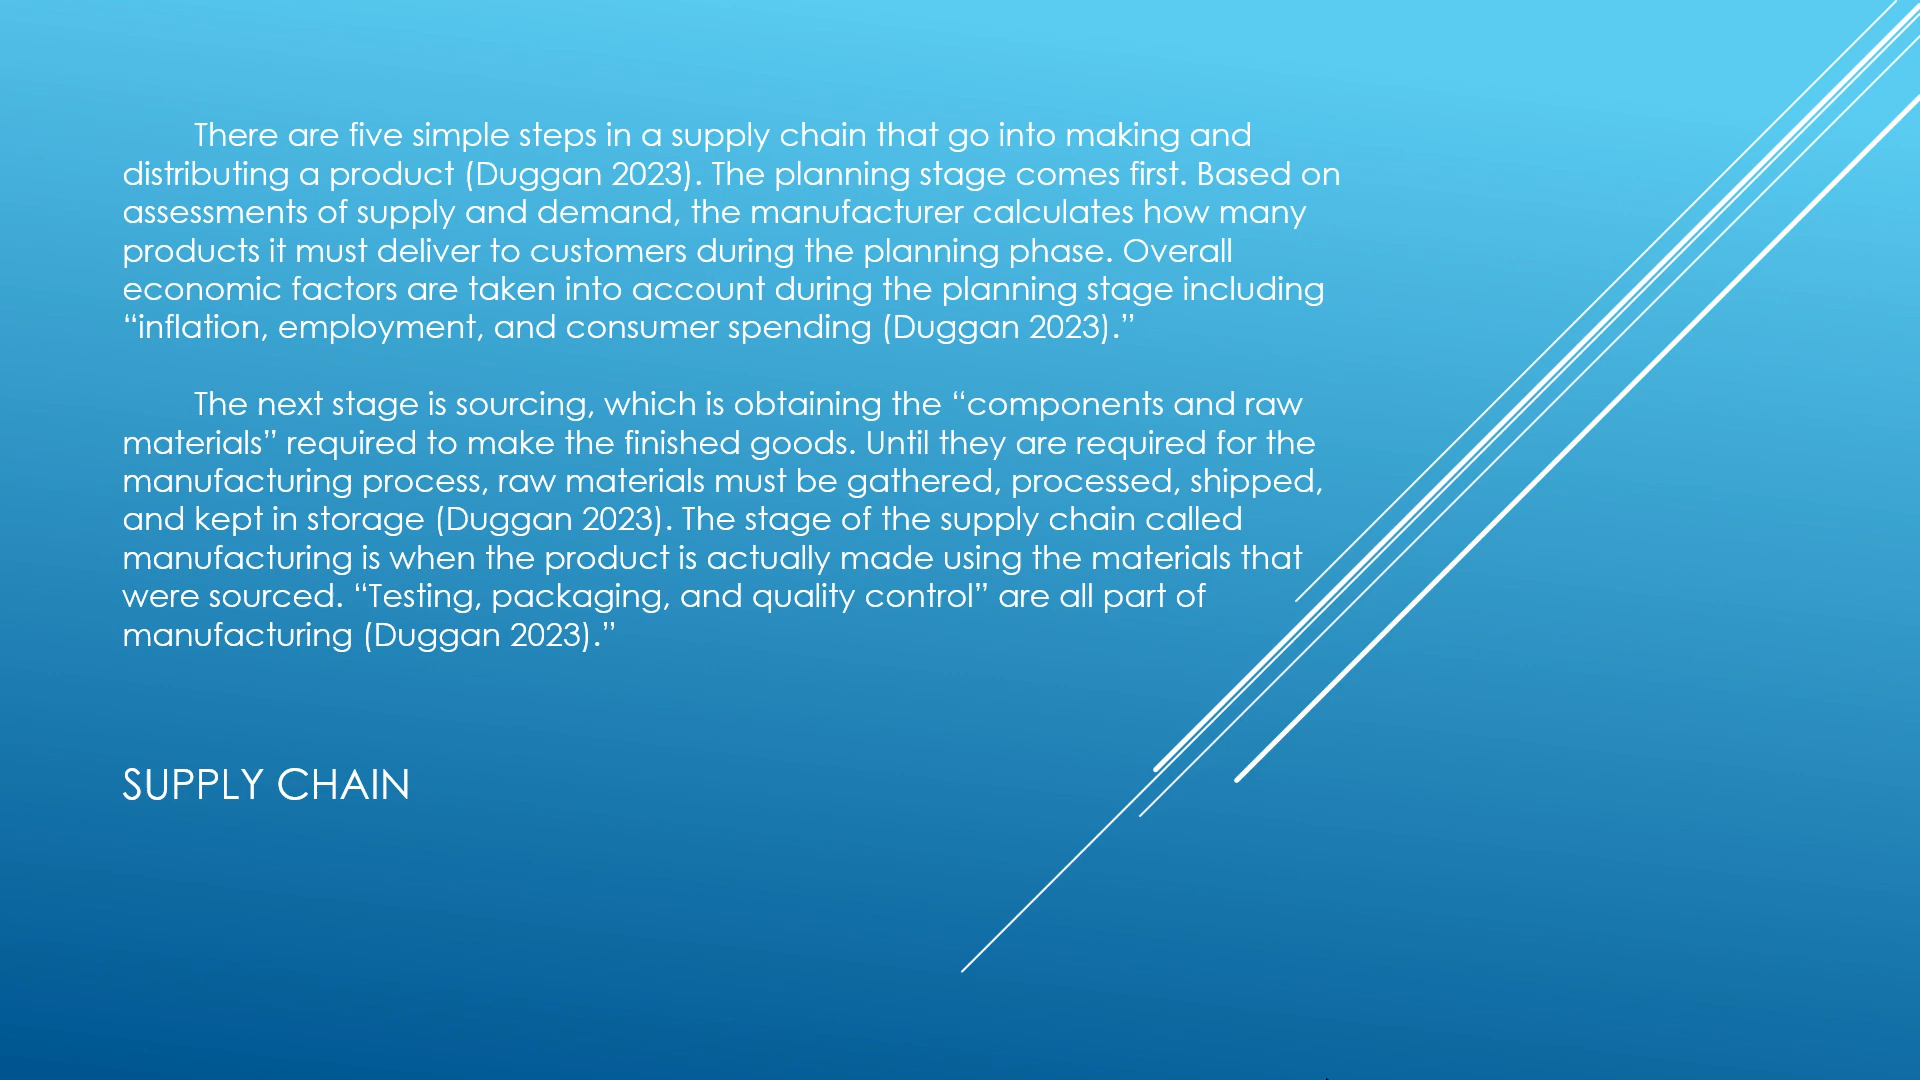 There are five simple steps in a supply chain that go into making and
distributing a product (Duggan 2023). The planning stage comes first. Based on
assessments of supply and demand, the manufacturer calculates how many
products it must deliver to customers during the planning phase. Overall
economic factors are taken into account during the planning stage including
“inflation, employment, and consumer spending (Duggan 2023).”
The next stage is sourcing, which is obtaining the “components and raw
materials” required to make the finished goods. Until they are required for the
manufacturing process, raw materials must be gathered, processed, shipped,
and kept in storage (Duggan 2023). The stage of the supply chain called
manufacturing is when the product is actually made using the materials that
were sourced. “Testing, packaging, and quality control” are all part of
manufacturing (Duggan 2023).”
SUPPLY CHAIN